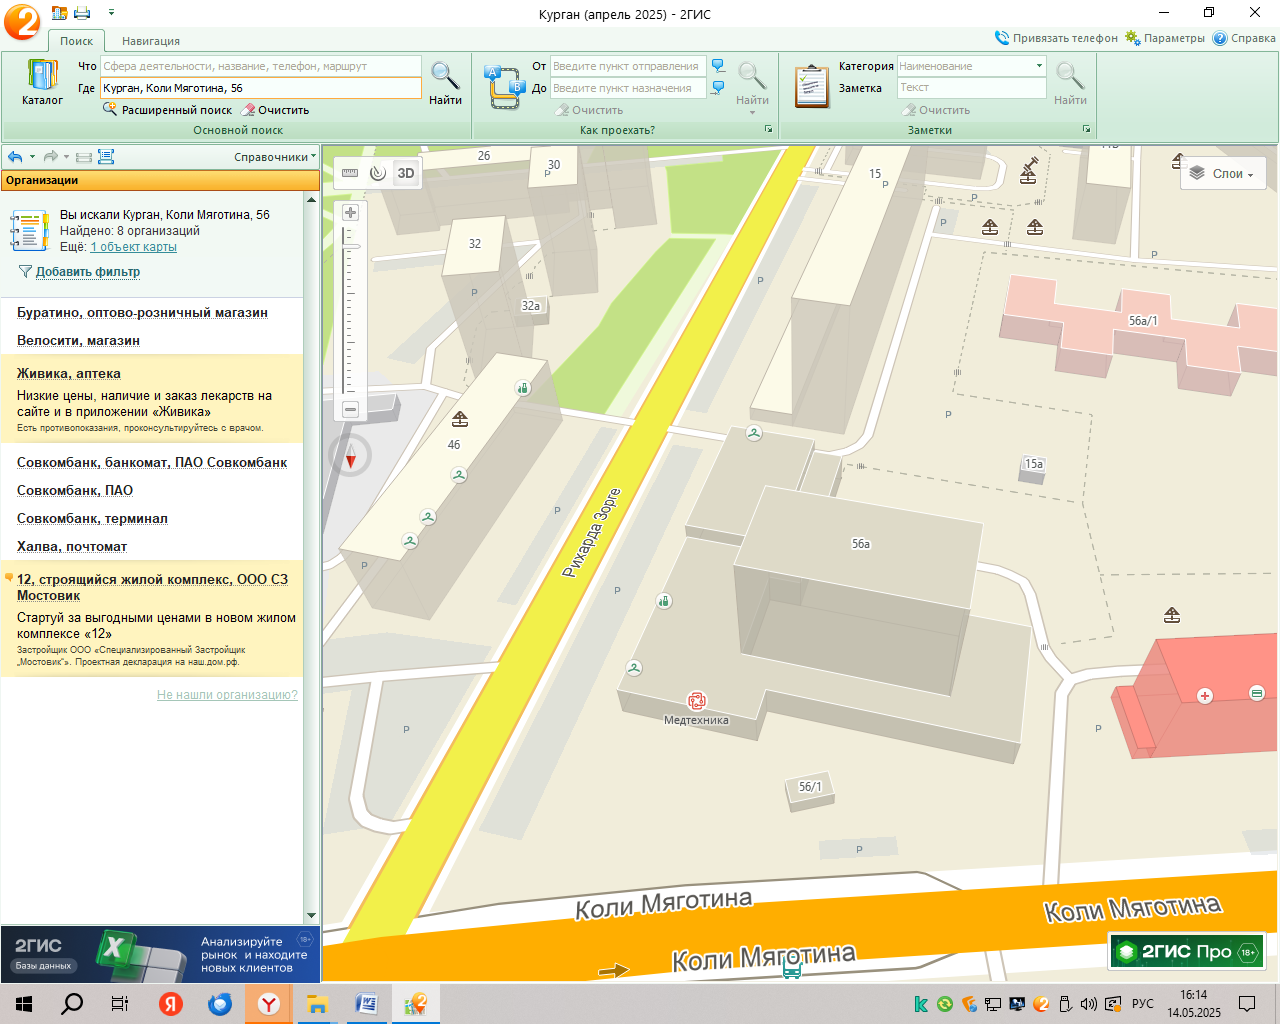 Курган (апрель 2025) - 2ГИС
Поиск
Навигация
Привязать телефон
Параметры
Справка
Каталог
Что
Сфера деятельности, название, телефон, маршрут
Где
Курган, Коли Мяготина, 56
Расширенный поиск
Очистить
Найти
Основной поиск
От
Введите пункт отправления
До
Введите пункт назначения
Очистить
Найти
Как проехать?
Категория
Наименование
Заметка
Текст
Очистить
Найти
Заметки
Справочники
Организации
Вы искали Курган, Коли Мяготина, 56
Найдено: 8 организаций
Ещё: 1 объект карты
Добавить фильтр
Буратино, оптово-розничный магазин
Велосити, магазин
Живика, аптека
Низкие цены, наличие и заказ лекарств на
сайте и в приложении «Живика»
Есть противопоказания, проконсультируйтесь с врачом.
Совкомбанк, банкомат, ПАО Совкомбанк
Совкомбанк, ПАО
Совкомбанк, терминал
Халва, почтомат
12, строящийся жилой комплекс, ООО СЗ
Мостовик
Стартуй за выгодными ценами в новом жилом
комплексе «12»
Застройщик ООО «Специализированный Застройщик
„Мостовик“». Проектная декларация на наш.дом.рф.
Не нашли организацию?
2ГИС
Базы данных
Анализируйте
рынок и находите
новых клиентов
18+
3D
Слои
26
30
P
15
P
32
P
32а
P
P
P
56а/1
P
46
15а
P
Рихарда Зорге
56а
P
P
Медтехника
P
P
56/1
P
Коли Мяготина
Коли Мяготина
Коли Мяготина
2ГИС Про 18+
РУС
16:14
14.05.2025